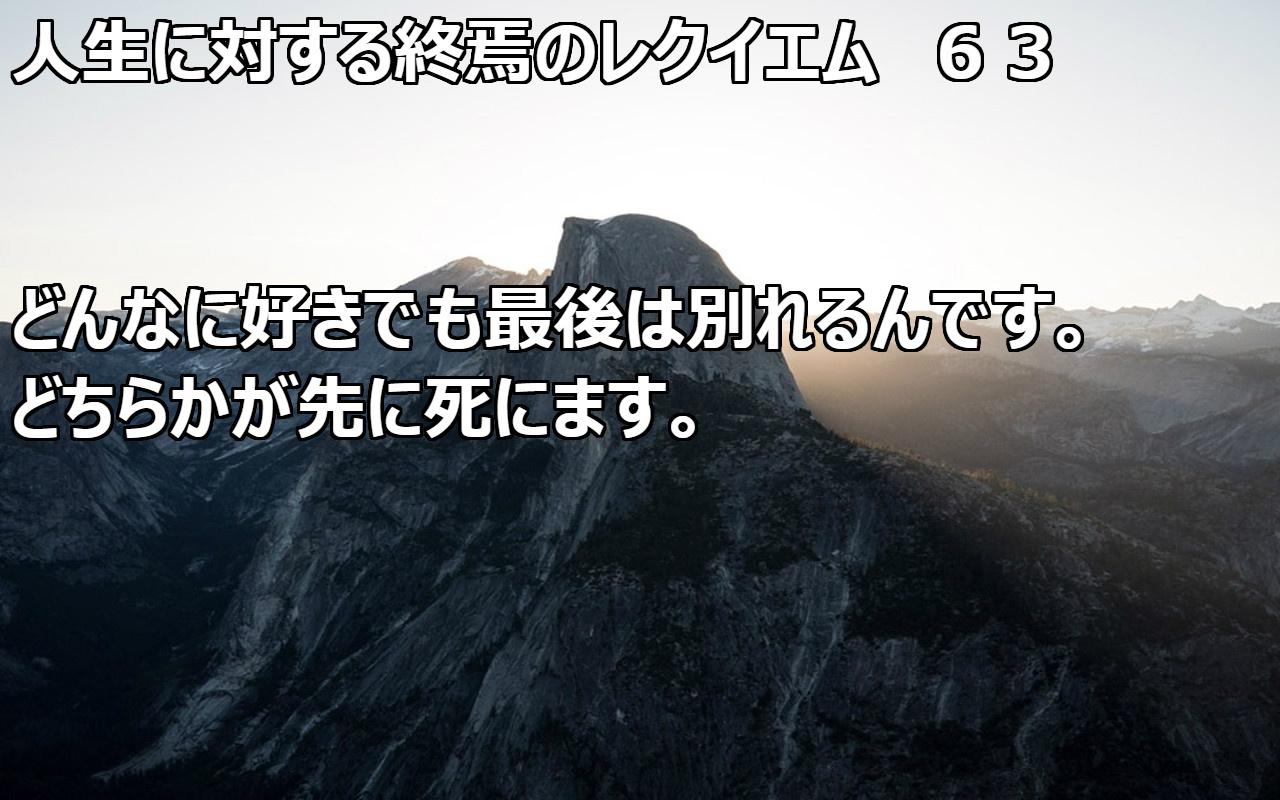 人生に対する終焉のレクイエム　６３
どんなに好きでも最後は別れるんです。
どちらかが先に死にます。